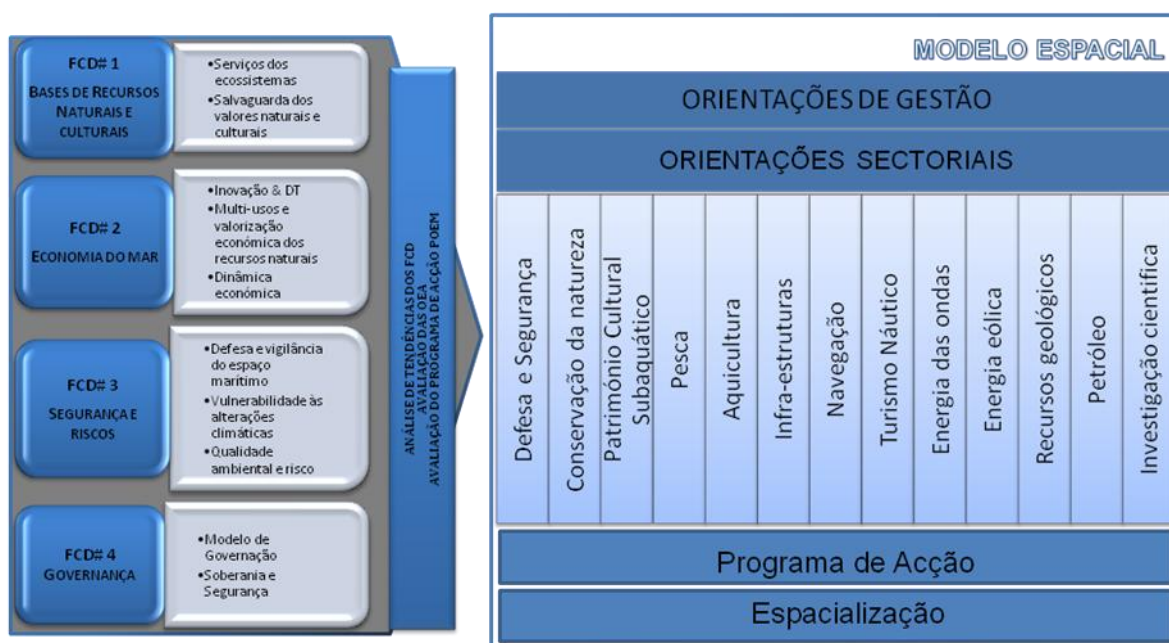 FCD# 1
BASES DE RECURSOS
NATURAIS E
CULTURAIS
•Serviços dos
ecossistemas
•Salvaguarda dos
valores naturais e
culturais
FCD# 2
ECONOMIA DO MAR
•Inovação & DT
•Multi-usos e
valorização
económica dos
recursos naturais
•Dinâmica
económica
FCD# 3
SEGURANÇA E
RISCOS
•Defesa e vigilância
do espaço
marítimo
•Vulnerabilidade às
alterações
climáticas
•Qualidade
ambiental e risco
FCD# 4
GOVERNANÇA
•Modelo de
Governação
•Soberania e
Segurança
ANÁLISE DE TENDÊNCIAS DOS FCD
AVALIAÇÃO DAS OEA
AVALIAÇÃO DO PROGRAMA DE ACÇÃO POEM
MODELO ESPACIAL
ORIENTAÇÕES DE GESTÃO
ORIENTAÇÕES SECTORIAIS
Defesa e Segurança
Conservação da natureza
Património Cultural
Subaquático
Pesca
Aquicultura
Infra-estruturas
Navegação
Turismo Náutico
Energia das ondas
Energia eólica
Recursos geológicos
Petróleo
Investigação cientifica
Programa de Acção
Espacialização